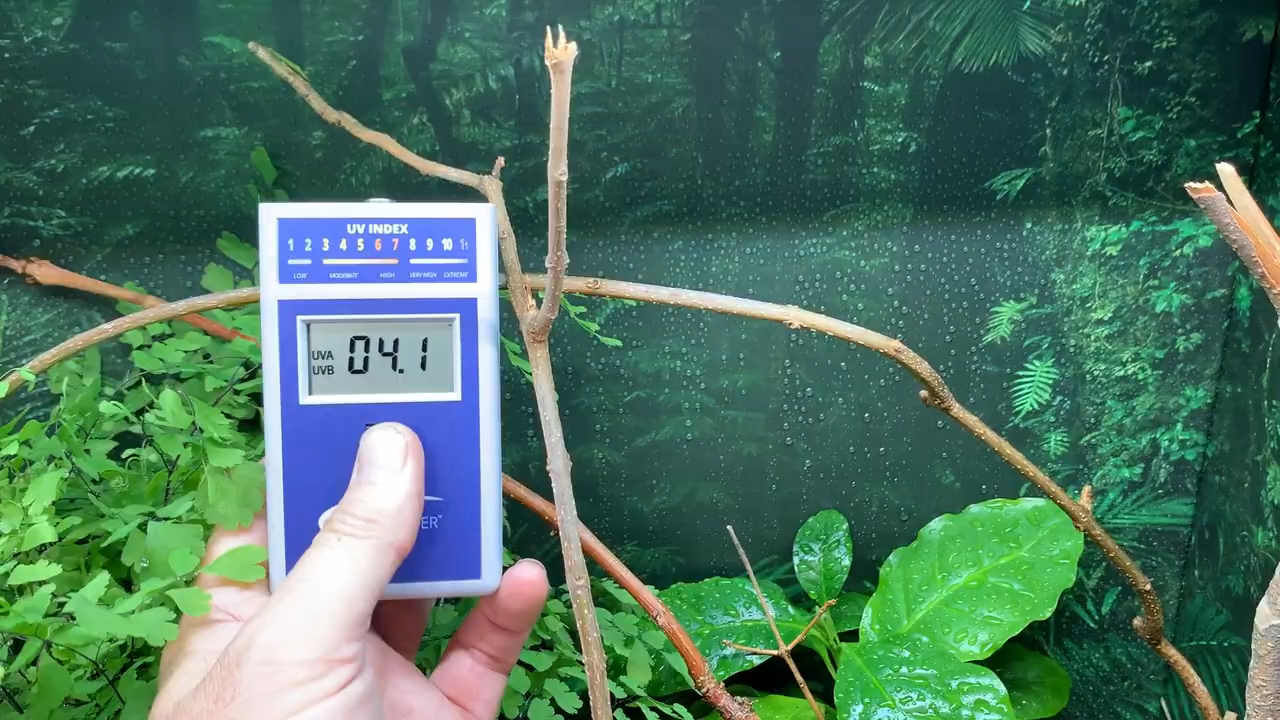 UV INDEX
1 2 3 4 5 6 7 8 9 10 11
LOW MODERATE HIGH VERY HIGH EXTREME
UVA
UVB
04.1